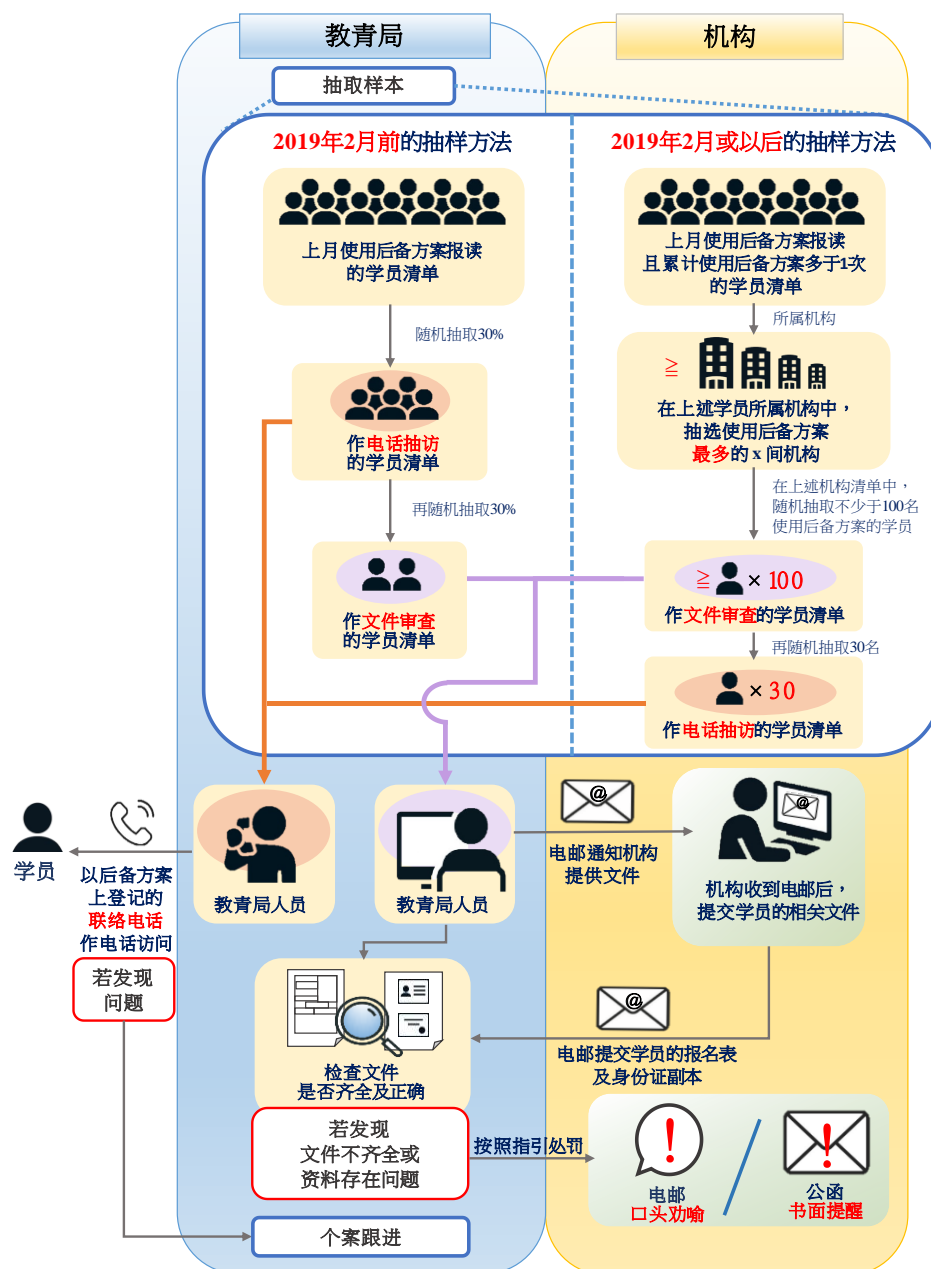 教青局
机构
抽取样本
2019年2月前的抽样方法
上月使用后备方案报读
的学员清单
随机抽取30%
作电话抽访
的学员清单
再随机抽取30%
作文件审查
的学员清单
2019年2月或以后的抽样方法
上月使用后备方案报读
且累计使用后备方案多于1次
的学员清单
所属机构
≧
在上述学员所属机构中，
抽选使用后备方案
最多的 x 间机构
在上述机构清单中，
随机抽取不少于100名
使用后备方案的学员
≧ × 100
作文件审查的学员清单
再随机抽取30名
× 30
作电话抽访的学员清单
学员
以后备方案
上登记的
联络电话
作电话访问
若发现
问题
教青局人员
教青局人员
@
电邮通知机构
提供文件
@
机构收到电邮后，
提交学员的相关文件
@
电邮提交学员的报名表
及身份证副本
检查文件
是否齐全及正确
若发现
文件不齐全或
资料存在问题
按照指引处罚
!
电邮
口头劝喻
!
公函
书面提醒
个案跟进